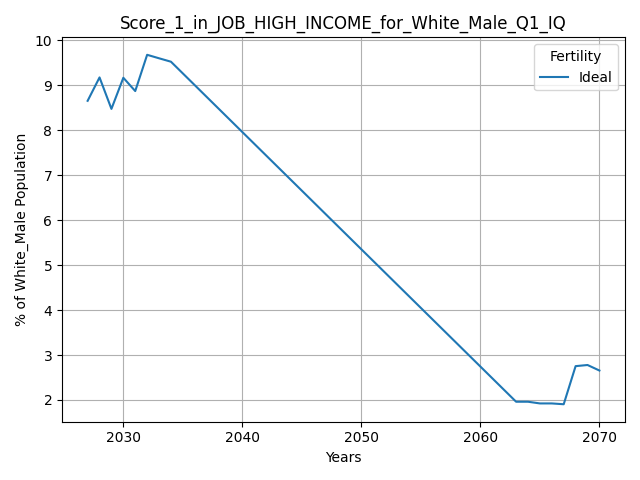 Score_1_in_JOB_HIGH_INCOME_for_White_Male_Q1_IQ
Fertility
Ideal
% of White_Male Population
10
9
8
7
6
5
4
3
2
2030 2040 2050 2060 2070
Years